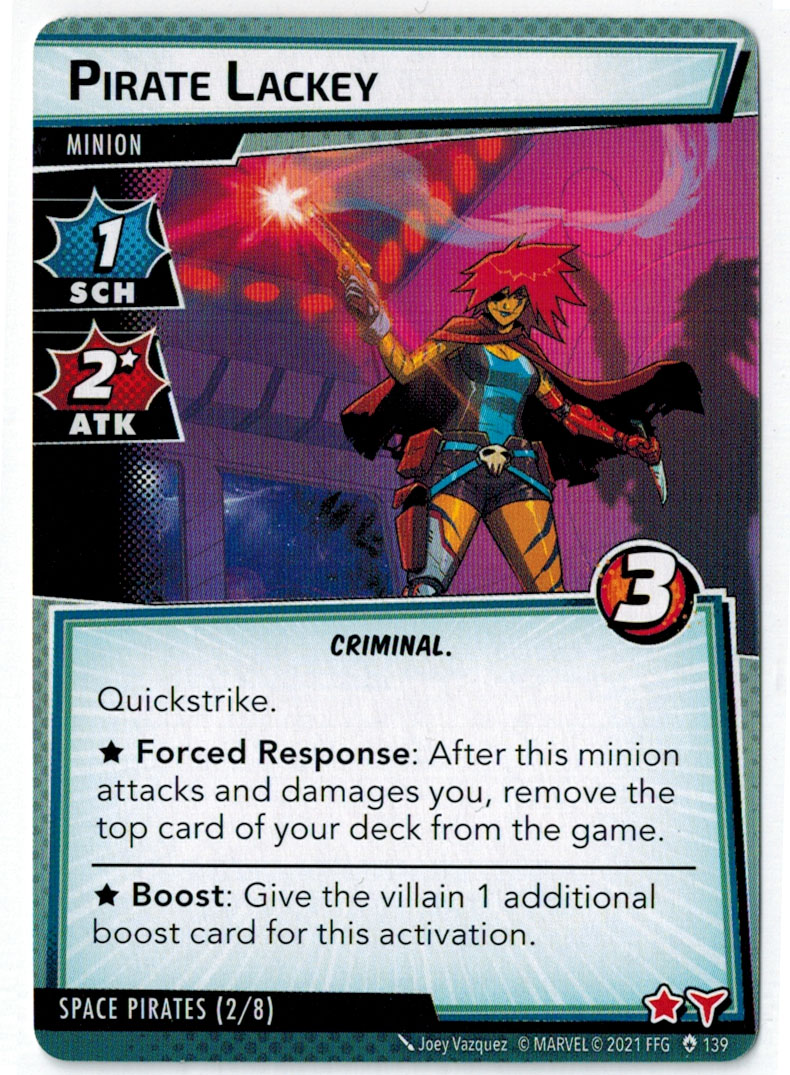 PIRATE LACKEY
MINION
1
SCH
2★
ATK
3
CRIMINAL.
Quickstrike.
★ Forced Response: After this minion
attacks and damages you, remove the
top card of your deck from the game.
★ Boost: Give the villain 1 additional
boost card for this activation.
SPACE PIRATES (2/8)
Joey Vazquez © MARVEL © 2021 FFG 139